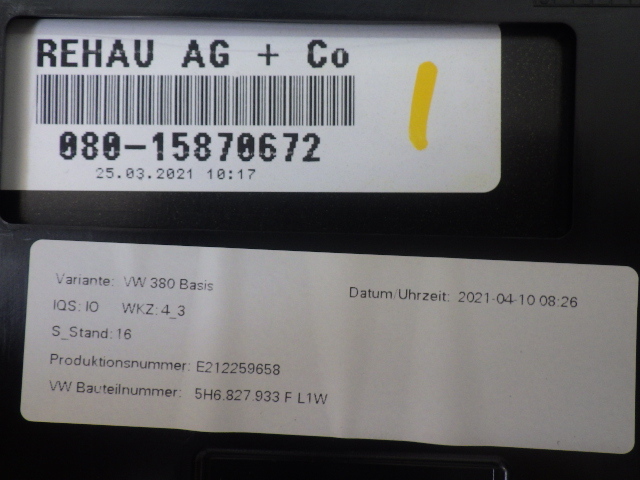 REHAU AG + Co
080-15870672
25.03.2021 10:17
Variante: VW 380 Basis
Datum/Uhrzeit: 2021-04-10 08:26
IQS: IO WKZ: 4_3
S_Stand: 16
Produktionsnummer: E212259658
VW Bauteilnummer: 5H6.827.933 F L1W